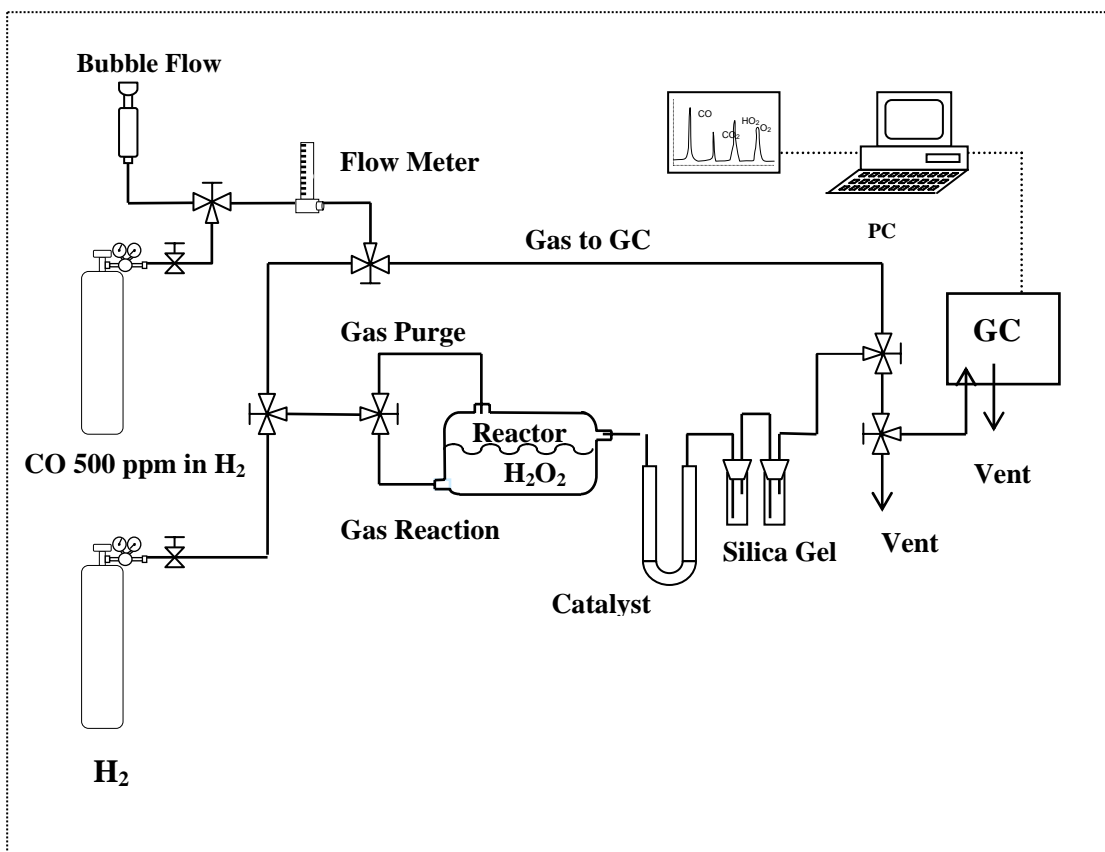 Bubble Flow
Flow Meter
CO
CO₂
HO₂
O₂
PC
Gas to GC
GC
Gas Purge
Reactor
H₂O₂
CO 500 ppm in H₂
Gas Reaction
Vent
Silica Gel
Vent
Catalyst
H₂